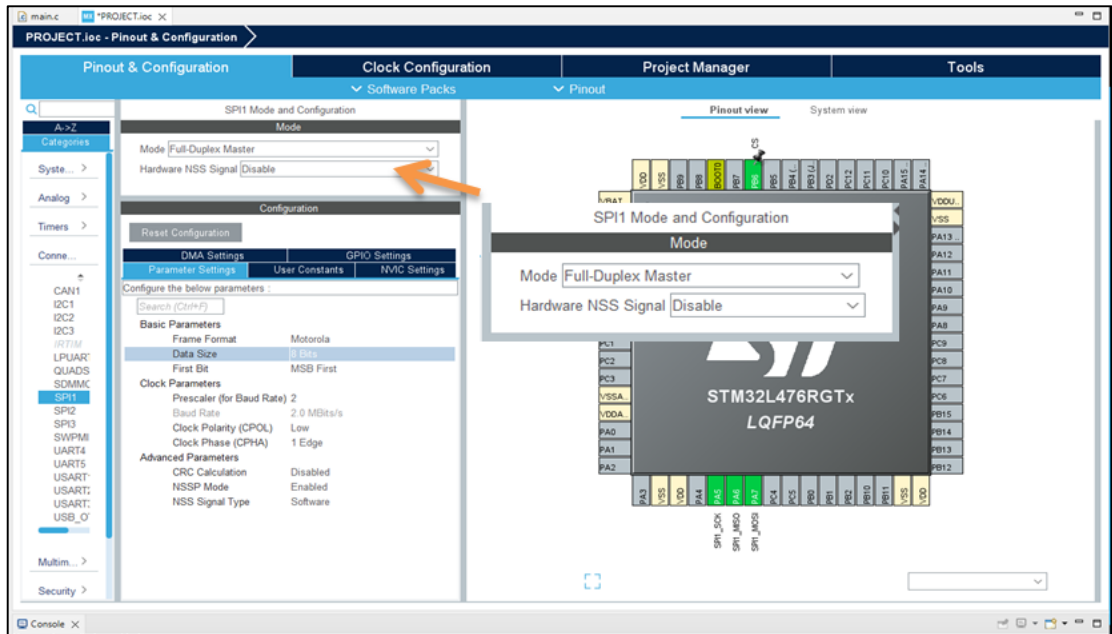 main.c
*PROJECT.ioc
PROJECT.ioc - Pinout & Configuration
Pinout & Configuration
Clock Configuration
Project Manager
Tools
Software Packs
Pinout
SPI1 Mode and Configuration
Mode
Mode Full-Duplex Master
Hardware NSS Signal Disable
A->Z
Categories
Syste...
Analog
Timers
Conne...
CAN1
I2C1
I2C2
I2C3
IRTIM
LPUAR
QUADS
SDMMC
SPI1
SPI2
SPI3
SWPMI
UART4
UART5
USART
USART
USART
USB_O
Multim...
Security
Configuration
Reset Configuration
DMA Settings
GPIO Settings
Parameter Settings
User Constants
NVIC Settings
Configure the below parameters :
Search (Ctrl+F)
Basic Parameters
Frame Format Motorola
Data Size 8 Bits
First Bit MSB First
Clock Parameters
Prescaler (for Baud Rate) 2
Baud Rate 2.0 MBits/s
Clock Polarity (CPOL) Low
Clock Phase (CPHA) 1 Edge
Advanced Parameters
CRC Calculation Disabled
NSSP Mode Enabled
NSS Signal Type Software
Pinout view
System view
CS
VDD
VSS
PB9
PB8
BOOT0
PB7
PB6
PB5
PB4 (..
PB3 (J..
PD2
PC12
PC11
PC10
PA15 ..
PA14 ..
VBAT
SPI1 Mode and Configuration
Mode
Mode Full-Duplex Master
Hardware NSS Signal Disable
PC1
PC2
PC3
VSSA..
VDDA..
PA0
PA1
PA2
VDDU..
VSS
PA13 ..
PA12
PA11
PA10
PA9
PA8
PC9
PC8
PC7
PC6
PB15
PB14
PB13
PB12
STM32L476RGTx
LQFP64
PA3
VSS
VDD
PA4
PA5
PA6
PA7
PC4
PC5
PB0
PB1
PB2
PB10
PB11
VSS
VDD
SPI1_SCK
SPI1_MISO
SPI1_MOSI
Console